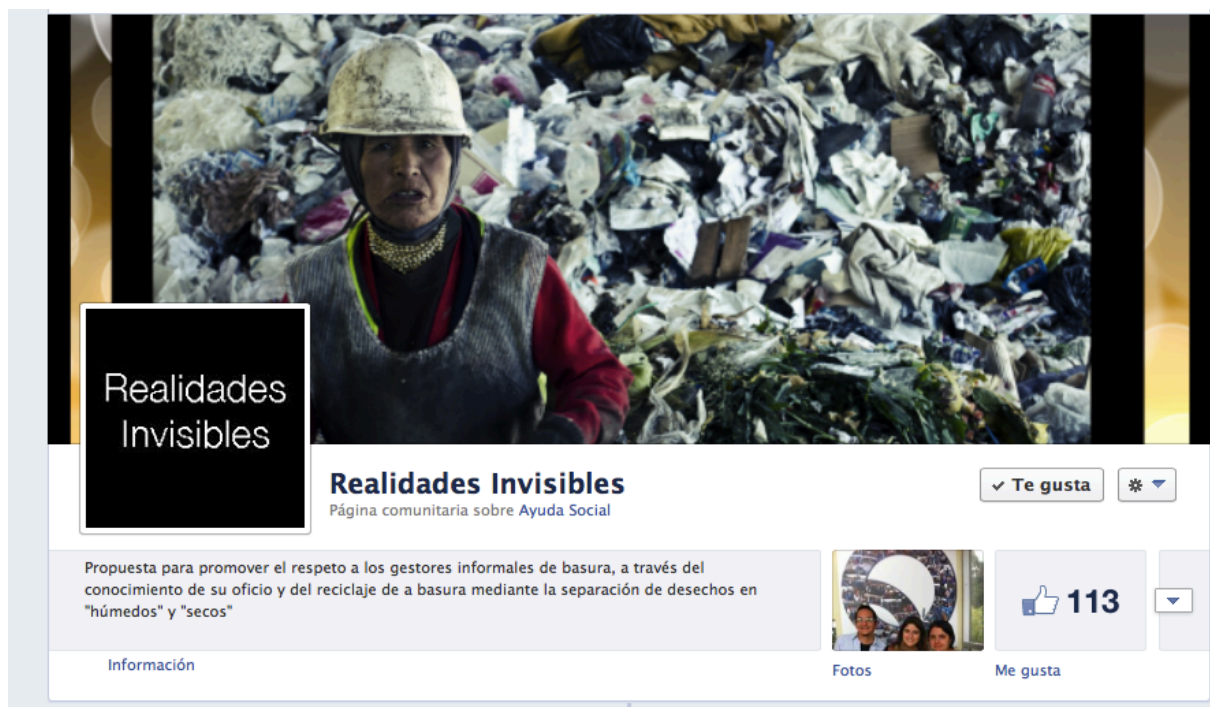 Realidades
Invisibles
Realidades Invisibles
Página comunitaria sobre Ayuda Social
Te gusta
Propuesta para promover el respeto a los gestores informales de basura, a través del
conocimiento de su oficio y del reciclaje de a basura mediante la separación de desechos en
"húmedos" y "secos"
113
Información
Fotos
Me gusta